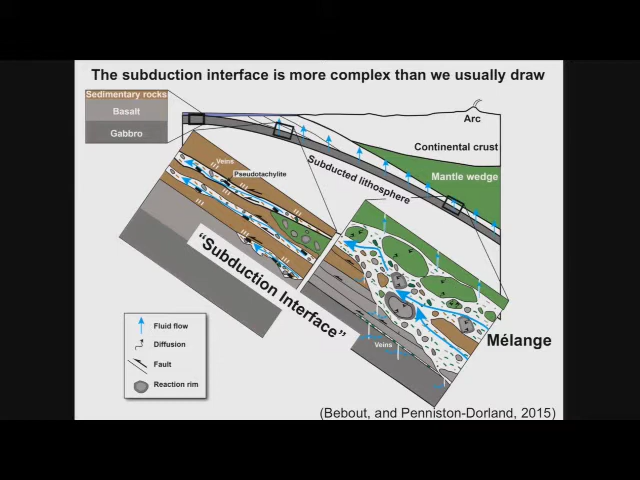 The subduction interface is more complex than we usually draw
Sedimentary rocks
Basalt
Gabbro
Arc
Continental crust
Mantle wedge
Subducted lithosphere
Veins
Pseudotachylite
"Subduction Interface"
Mélange
Veins
Fluid flow
Diffusion
Fault
Reaction rim
(Bebout, and Penniston-Dorland, 2015)